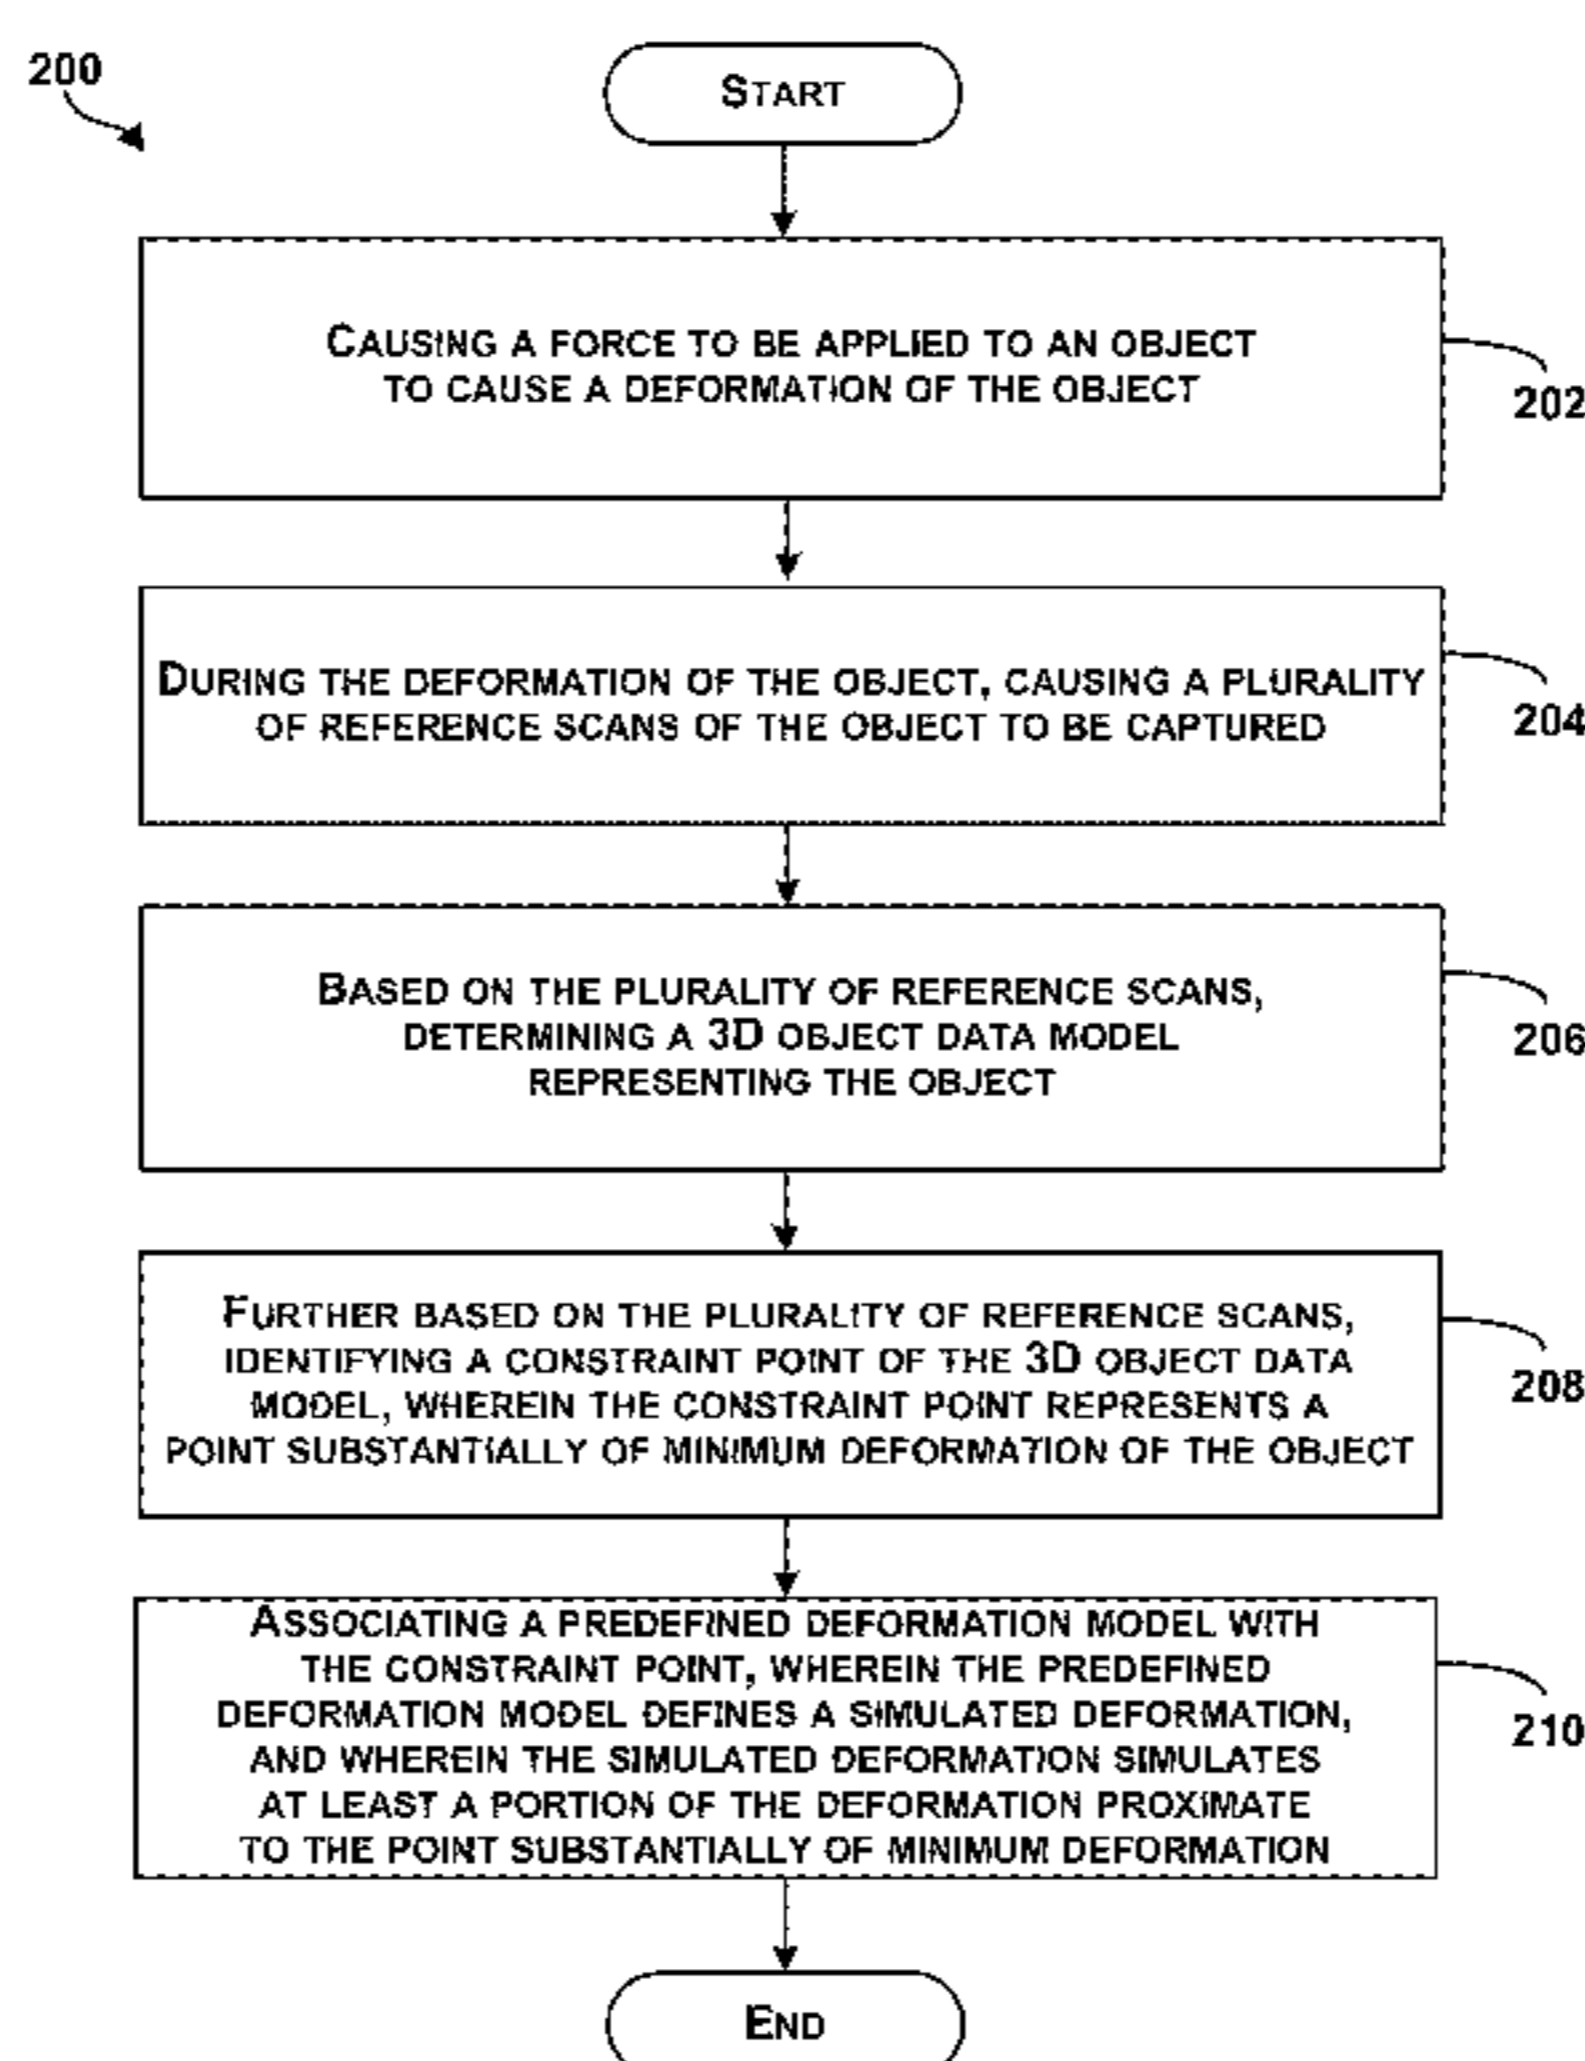 200
START
CAUSING A FORCE TO BE APPLIED TO AN OBJECT
TO CAUSE A DEFORMATION OF THE OBJECT
202
DURING THE DEFORMATION OF THE OBJECT, CAUSING A PLURALITY
OF REFERENCE SCANS OF THE OBJECT TO BE CAPTURED
204
BASED ON THE PLURALITY OF REFERENCE SCANS,
DETERMINING A 3D OBJECT DATA MODEL
REPRESENTING THE OBJECT
206
FURTHER BASED ON THE PLURALITY OF REFERENCE SCANS,
IDENTIFYING A CONSTRAINT POINT OF THE 3D OBJECT DATA
MODEL, WHEREIN THE CONSTRAINT POINT REPRESENTS A
POINT SUBSTANTIALLY OF MINIMUM DEFORMATION OF THE OBJECT
208
ASSOCIATING A PREDEFINED DEFORMATION MODEL WITH
THE CONSTRAINT POINT, WHEREIN THE PREDEFINED
DEFORMATION MODEL DEFINES A SIMULATED DEFORMATION,
AND WHEREIN THE SIMULATED DEFORMATION SIMULATES
AT LEAST A PORTION OF THE DEFORMATION PROXIMATE
TO THE POINT SUBSTANTIALLY OF MINIMUM DEFORMATION
210
END